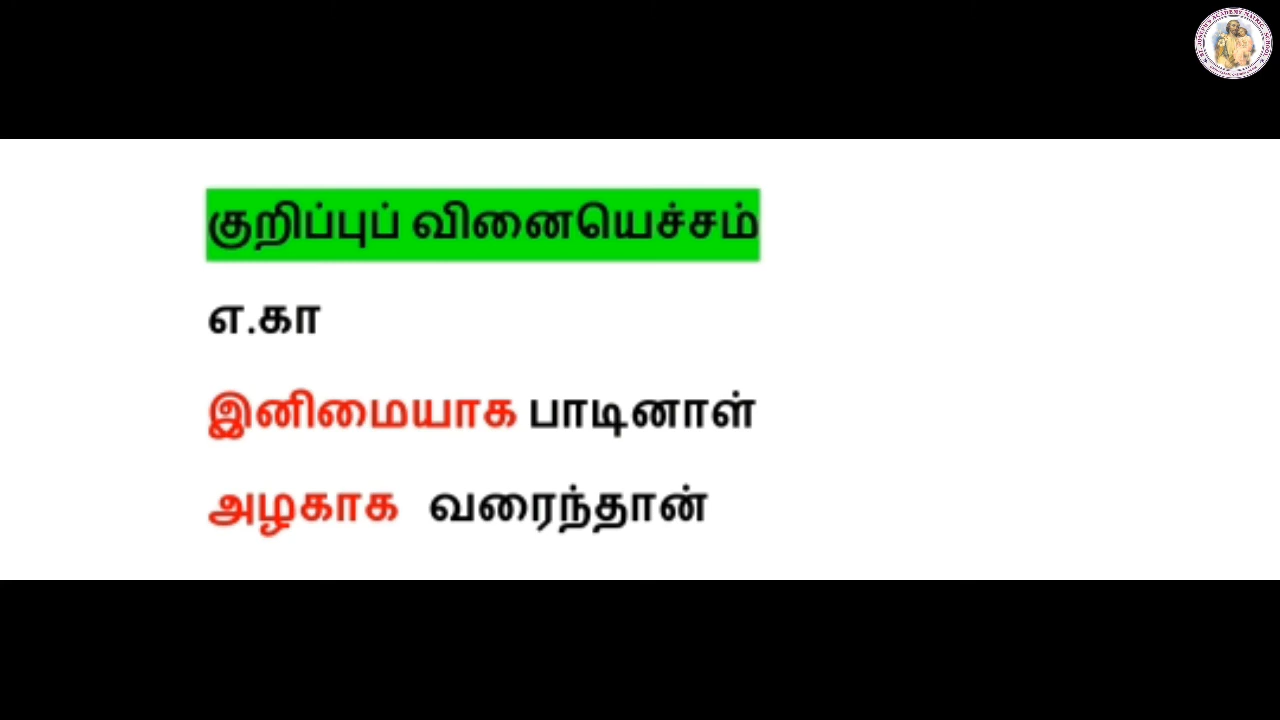 குறிப்புப் வினையெச்சம்
எ.கா
இனிமையாக பாடினாள்
அழகாக வரைந்தான்